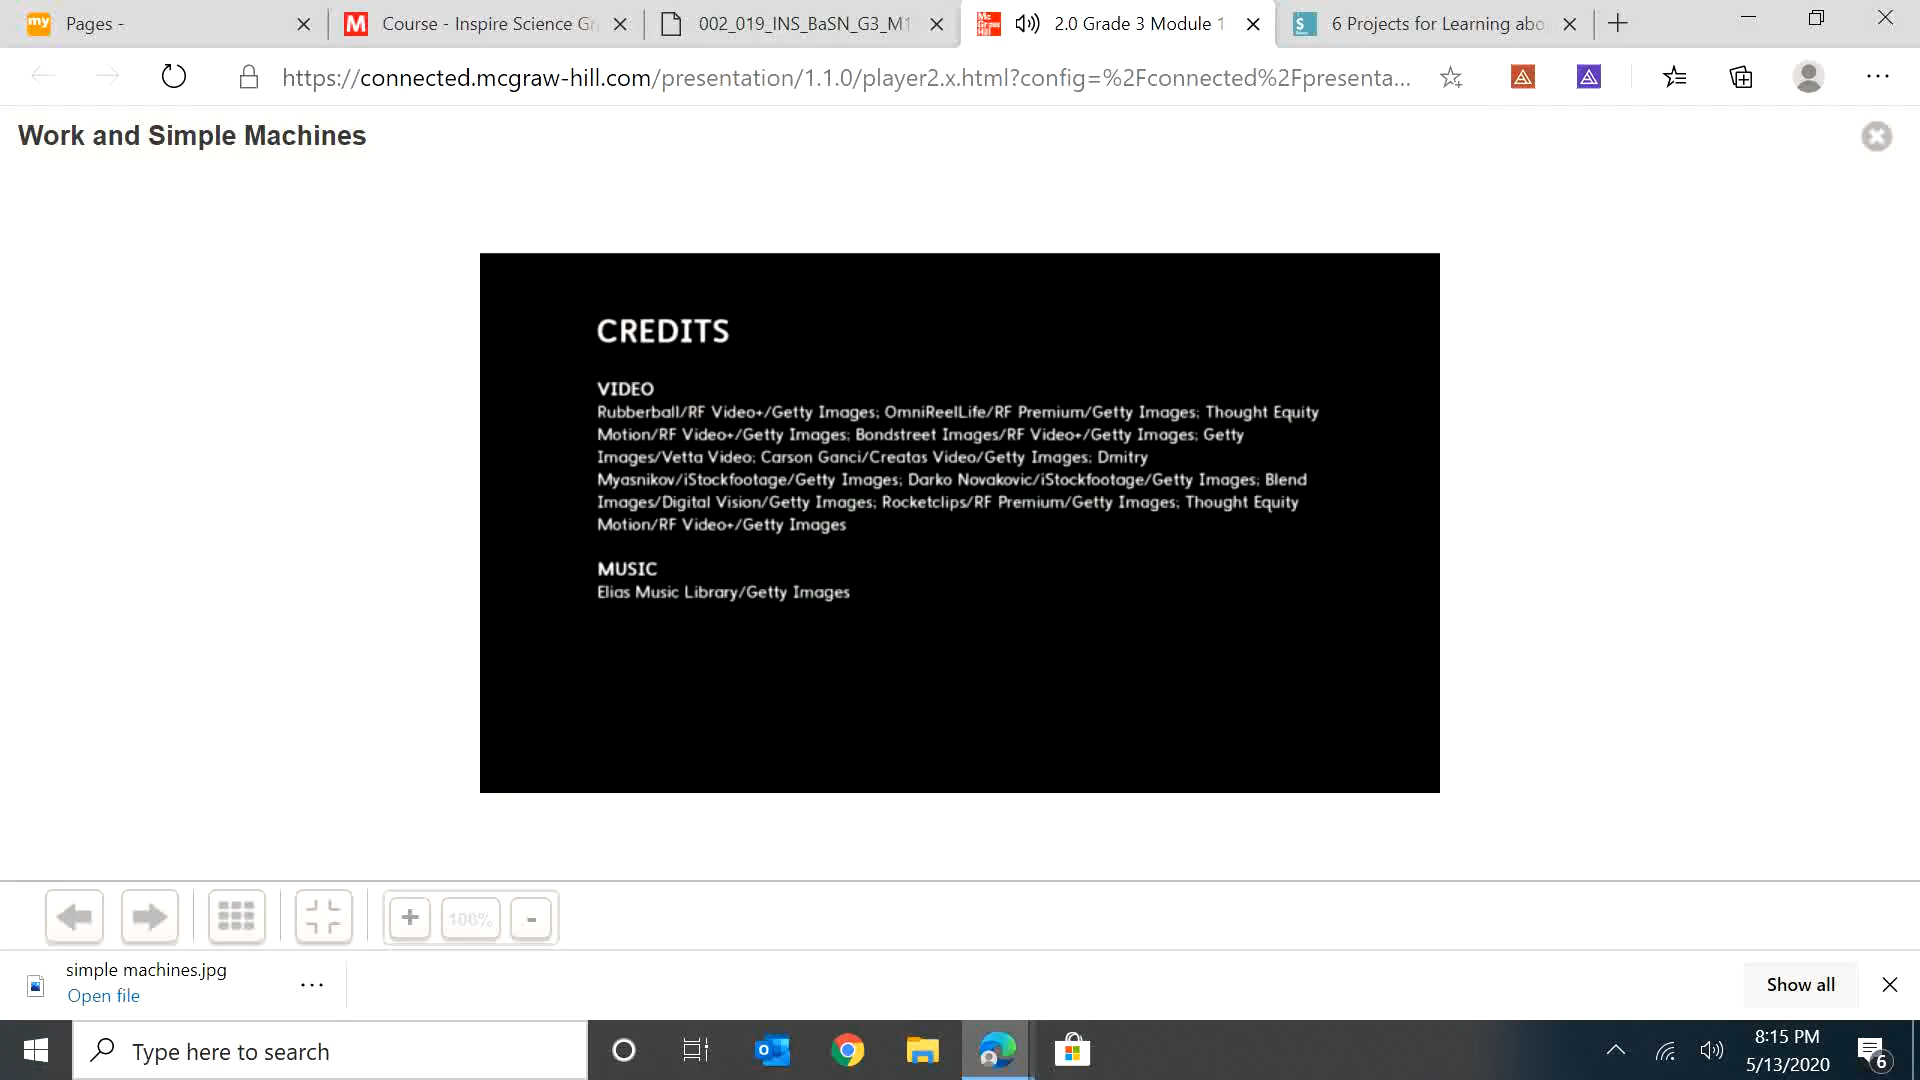 my Pages -
M Course - Inspire Science Gr
002_019_INS_BaSN_G3_M1
Mc Graw Hill 2.0 Grade 3 Module 1
S 6 Projects for Learning abo
https://connected.mcgraw-hill.com/presentation/1.1.0/player2.x.html?config=%2Fconnected%2Fpresenta...
Work and Simple Machines
CREDITS
VIDEO
Rubberball/RF Video+/Getty Images; OmniReelLife/RF Premium/Getty Images; Thought Equity
Motion/RF Video+/Getty Images; Bondstreet Images/RF Video+/Getty Images; Getty
Images/Vetta Video; Carson Ganci/Creatas Video/Getty Images; Dmitry
Myasnikov/iStockfootage/Getty Images; Darko Novakovic/iStockfootage/Getty Images; Blend
Images/Digital Vision/Getty Images; Rocketclips/RF Premium/Getty Images; Thought Equity
Motion/RF Video+/Getty Images
MUSIC
Elias Music Library/Getty Images
+ 100% -
simple machines.jpg
Open file
Show all
Type here to search
8:15 PM
5/13/2020
6